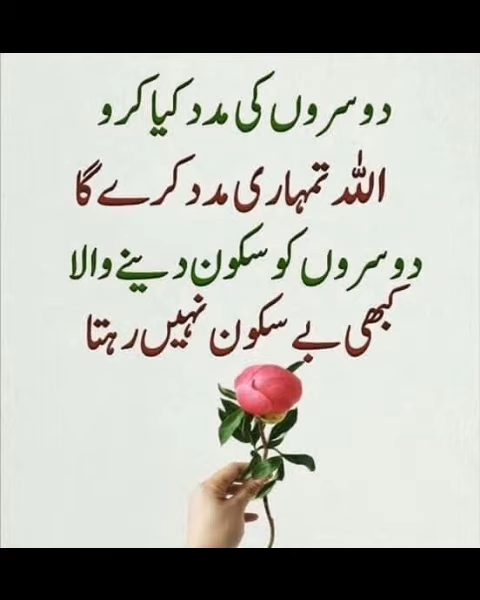 دوسروں کی مدد کیا کرو
اللہ تمہاری مدد کرے گا
دوسروں کو سکون دینے والا
کبھی بے سکون نہیں رہتا